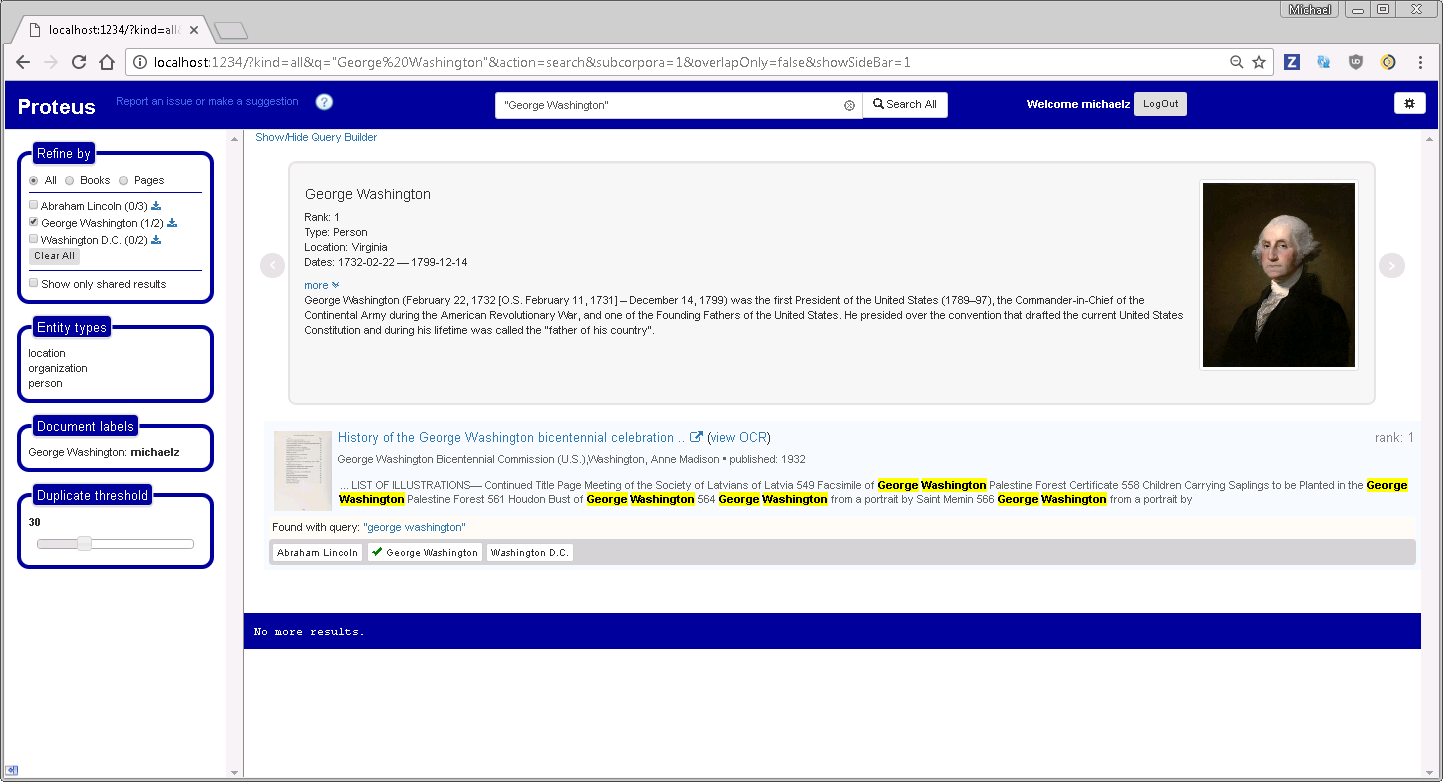 Michael
localhost:1234/?kind=all
localhost:1234/?kind=all&q="George%20Washington"&action=search&subcorpora=1&overlapOnly=false&showSideBar=1
Proteus Report an issue or make a suggestion ? "George Washington" Search All Welcome michaelz LogOut
Show/Hide Query Builder
Refine by
All Books Pages
Abraham Lincoln (0/3)
George Washington (1/2)
Washington D.C. (0/2)
Clear All
Show only shared results
Entity types
location
organization
person
Document labels
George Washington: michaelz
Duplicate threshold
30
George Washington
Rank: 1
Type: Person
Location: Virginia
Dates: 1732-02-22 — 1799-12-14
more
George Washington (February 22, 1732 [O.S. February 11, 1731] – December 14, 1799) was the first President of the United States (1789–97), the Commander-in-Chief of the
Continental Army during the American Revolutionary War, and one of the Founding Fathers of the United States. He presided over the convention that drafted the current United States
Constitution and during his lifetime was called the "father of his country".
History of the George Washington bicentennial celebration .. (view OCR) rank: 1
George Washington Bicentennial Commission (U.S.),Washington, Anne Madison • published: 1932
... LIST OF ILLUSTRATIONS— Continued Title Page Meeting of the Society of Latvians of Latvia 549 Facsimile of George Washington Palestine Forest Certificate 558 Children Carrying Saplings to be Planted in the George
Washington Palestine Forest 561 Houdon Bust of George Washington 564 George Washington from a portrait by Saint Memin 566 George Washington from a portrait by
Found with query: "george washington"
Abraham Lincoln George Washington Washington D.C.
No more results.